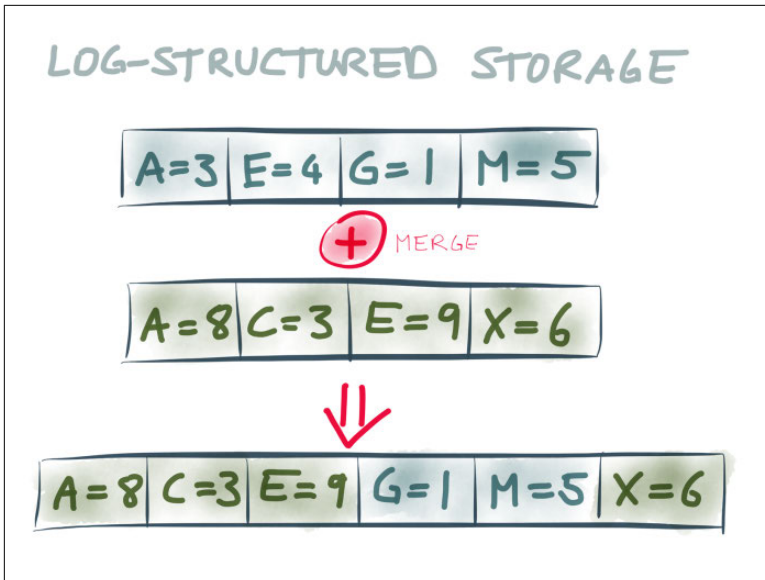 LOG-STRUCTURED STORAGE
A=3 E=4 G=1 M=5
+ MERGE
A=8 C=3 E=9 X=6
A=8 C=3 E=9 G=1 M=5 X=6